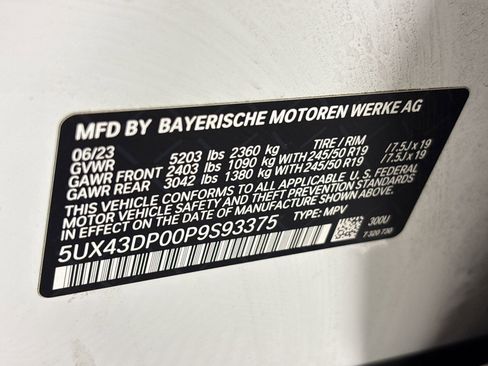 MFD BY BAYERISCHE MOTOREN WERKE AG
06/23 TIRE / RIM
GVWR 5203 lbs 2360 kg
GAWR FRONT 2403 lbs 1090 kg WITH 245/50 R19 /7.5J x 19
GAWR REAR 3042 lbs 1380 kg WITH 245/50 R19 /7.5J x 19
THIS VEHICLE CONFORMS TO ALL APPLICABLE U.S. FEDERAL
MOTOR VEHICLE SAFETY AND THEFT PREVENTION STANDARDS
IN EFFECT ON THE DATE OF MANUFACTURE SHOWN ABOVE.
5UX43DP00P9S93375 TYPE: MPV
300U
7 320 730